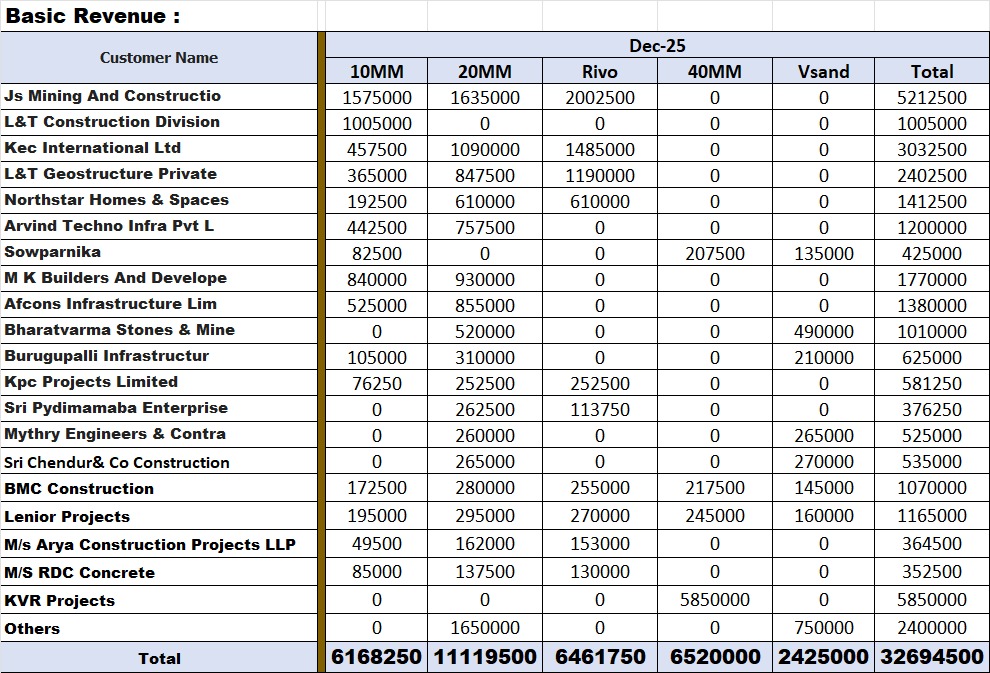 Basic Revenue :
Customer Name Dec-25
10MM 20MM Rivo 40MM Vsand Total
Js Mining And Constructio 1575000 1635000 2002500 0 0 5212500
L&T Construction Division 1005000 0 0 0 0 1005000
Kec International Ltd 457500 1090000 1485000 0 0 3032500
L&T Geostructure Private 365000 847500 1190000 0 0 2402500
Northstar Homes & Spaces 192500 610000 610000 0 0 1412500
Arvind Techno Infra Pvt L 442500 757500 0 0 0 1200000
Sowparnika 82500 0 0 207500 135000 425000
M K Builders And Develope 840000 930000 0 0 0 1770000
Afcons Infrastructure Lim 525000 855000 0 0 0 1380000
Bharatvarma Stones & Mine 0 520000 0 0 490000 1010000
Burugupalli Infrastructur 105000 310000 0 0 210000 625000
Kpc Projects Limited 76250 252500 252500 0 0 581250
Sri Pydimamaba Enterprise 0 262500 113750 0 0 376250
Mythry Engineers & Contra 0 260000 0 0 265000 525000
Sri Chendur& Co Construction 0 265000 0 0 270000 535000
BMC Construction 172500 280000 255000 217500 145000 1070000
Lenior Projects 195000 295000 270000 245000 160000 1165000
M/s Arya Construction Projects LLP 49500 162000 153000 0 0 364500
M/S RDC Concrete 85000 137500 130000 0 0 352500
KVR Projects 0 0 0 5850000 0 5850000
Others 0 1650000 0 0 750000 2400000
Total 6168250 11119500 6461750 6520000 2425000 32694500